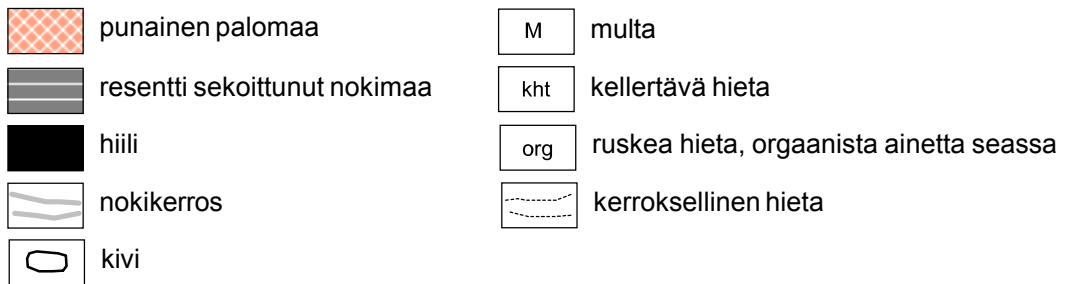 punainen palomaa
resentti sekoittunut nokimaa
hiili
nokikerros
kivi
M multa
kht kellertävä hieta
org ruskea hieta, orgaanista ainetta seassa
kerroksellinen hieta